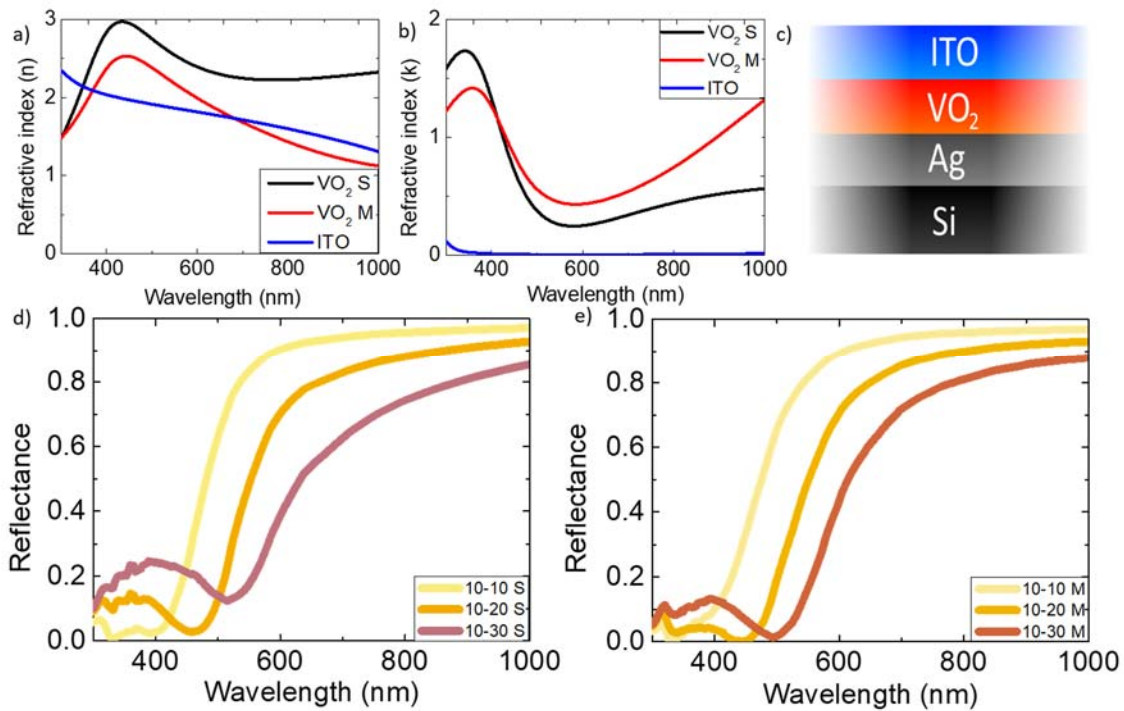 a)
Refractive index (n)
3
2
1
0
400
600
800
1000
Wavelength (nm)
VO₂ S
VO₂ M
ITO
b)
Refractive index (k)
2
1.5
1
0.5
0
400
600
800
1000
Wavelength (nm)
VO₂ S
VO₂ M
ITO
c)
ITO
VO₂
Ag
Si
d)
Reflectance
1.0
0.8
0.6
0.4
0.2
0.0
400
600
800
1000
Wavelength (nm)
10-10 S
10-20 S
10-30 S
e)
Reflectance
1.0
0.8
0.6
0.4
0.2
0.0
400
600
800
1000
Wavelength (nm)
10-10 M
10-20 M
10-30 M